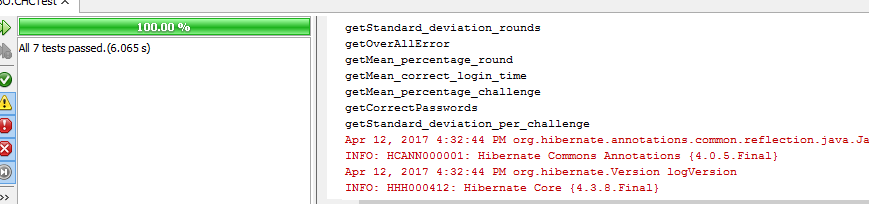 SO.CHCTest ×
100.00 %
All 7 tests passed.(6.065 s)
>>
getStandard_deviation_rounds
getOverAllError
getMean_percentage_round
getMean_correct_login_time
getMean_percentage_challenge
getCorrectPasswords
getStandard_deviation_per_challenge
Apr 12, 2017 4:32:44 PM org.hibernate.annotations.common.reflection.java.Ja
INFO: HCANN000001: Hibernate Commons Annotations {4.0.5.Final}
Apr 12, 2017 4:32:44 PM org.hibernate.Version logVersion
INFO: HHH000412: Hibernate Core {4.3.8.Final}